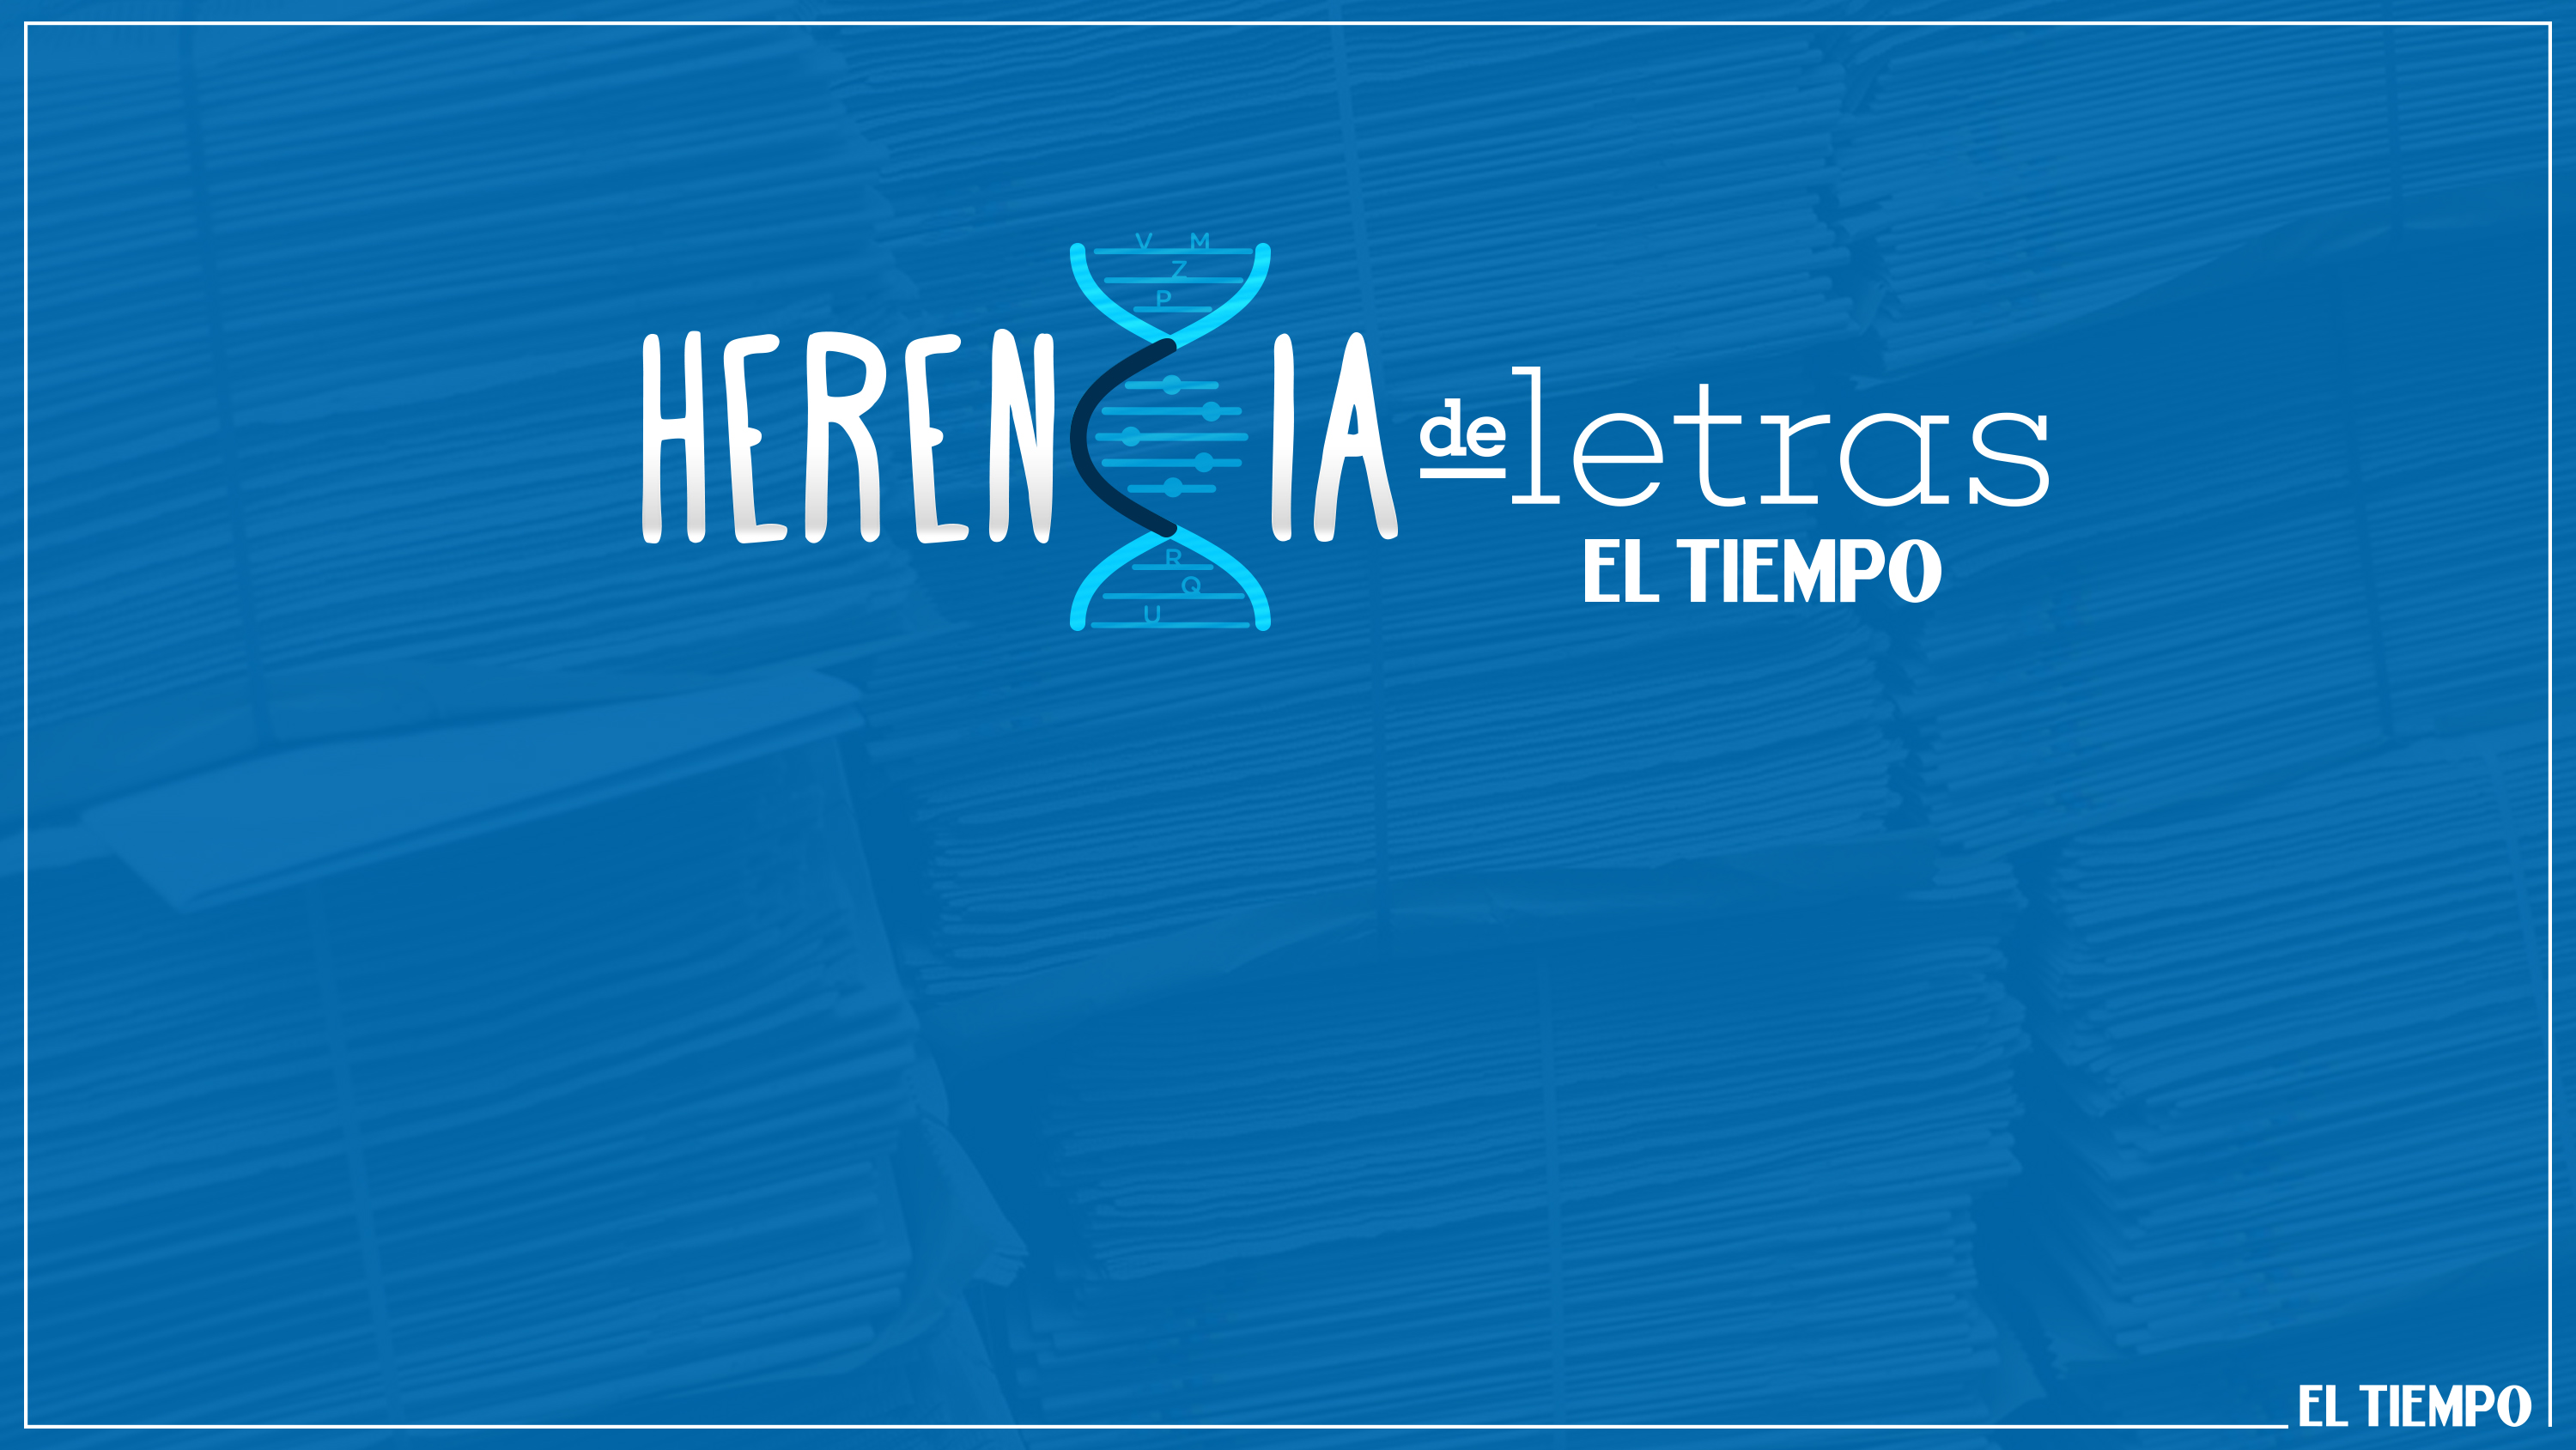 V M
Z
P
HERENCIA de letras
EL TIEMPO
R
Q
U
EL TIEMPO